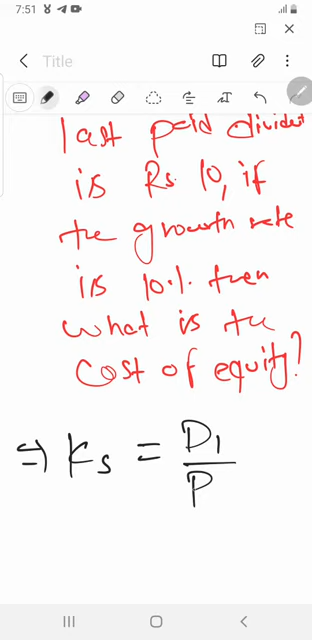 7:51
Title
last paid divident
is Rs. 10, if
the growth rate
is 10.% then
what is the
cost of equity?
⇒ Ks = D1
P